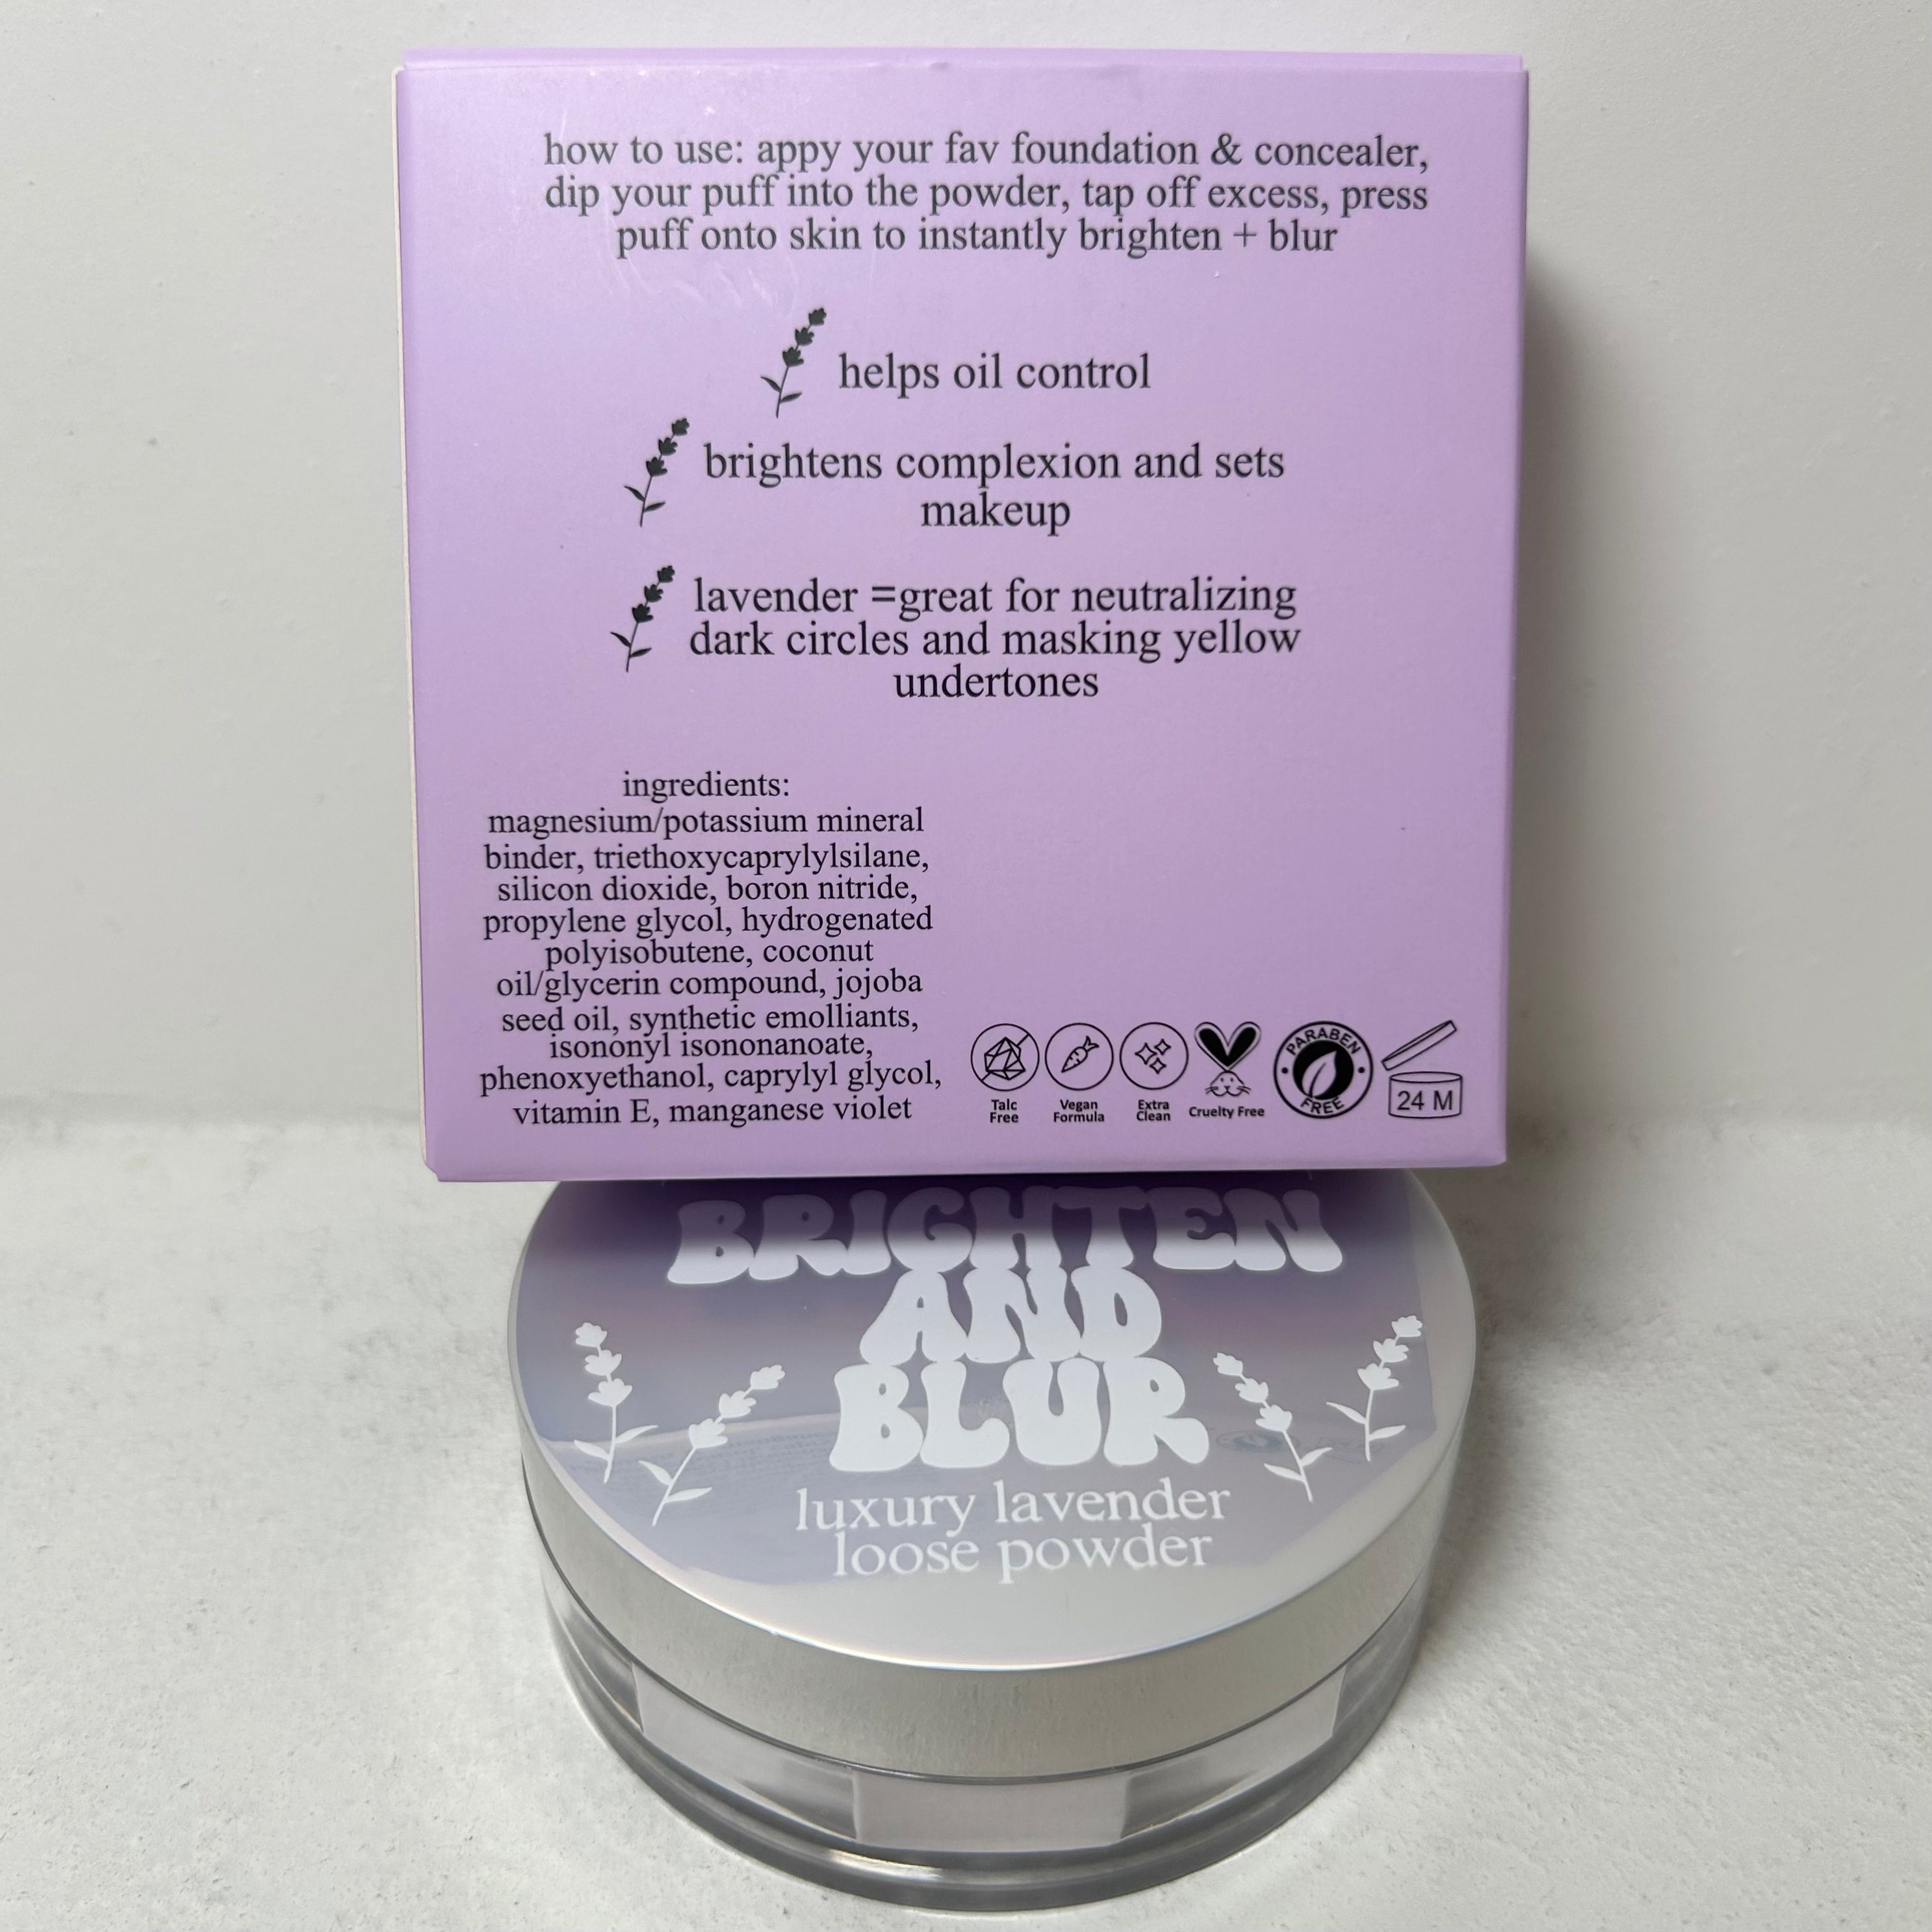 how to use: appy your fav foundation & concealer,
dip your puff into the powder, tap off excess, press
puff onto skin to instantly brighten + blur
helps oil control
brightens complexion and sets
makeup
lavender =great for neutralizing
dark circles and masking yellow
undertones
ingredients:
magnesium/potassium mineral
binder, triethoxycaprylylsilane,
silicon dioxide, boron nitride,
propylene glycol, hydrogenated
polyisobutene, coconut
oil/glycerin compound, jojoba
seed oil, synthetic emolliants,
isononyl isononanoate,
phenoxyethanol, caprylyl glycol,
vitamin E, manganese violet
Talc
Free
Vegan
Formula
Extra
Clean
Cruelty Free
PARABEN
FREE
24 M
BRIGHTEN
AND
BLUR
luxury lavender
loose powder